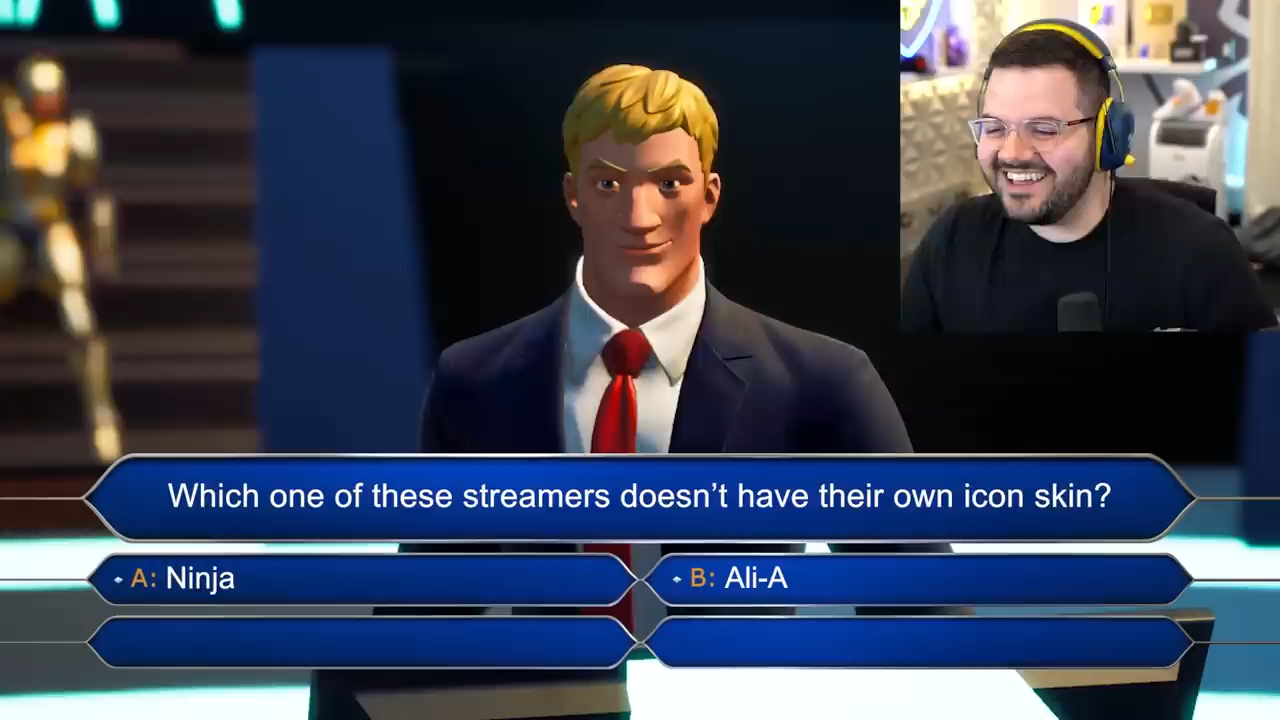 Which one of these streamers doesn't have their own icon skin?
A: Ninja
B: Ali-A